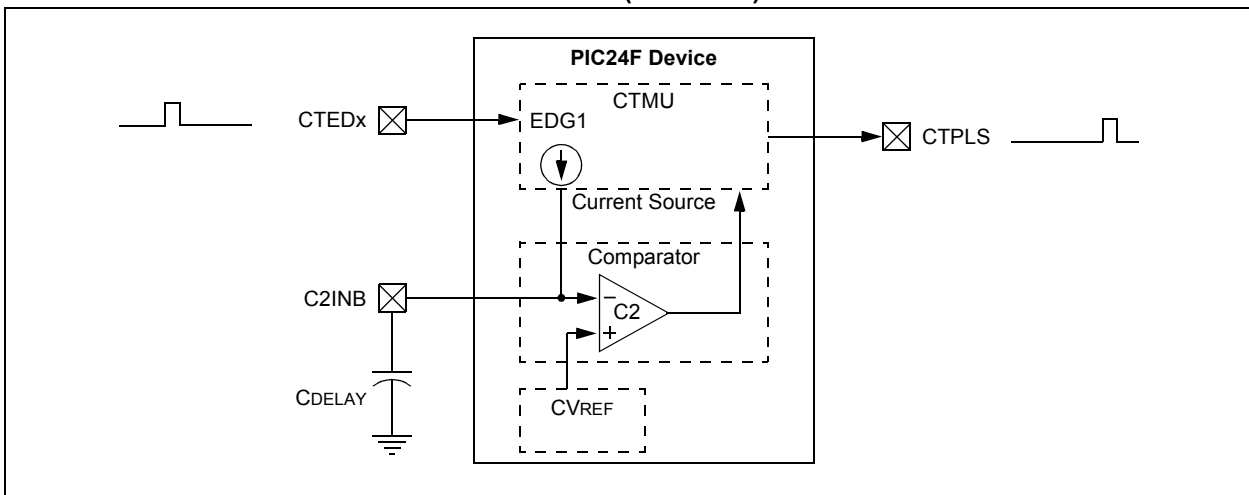 PIC24F Device
CTMU
CTEDx
EDG1
CTPLS
Current Source
Comparator
C2INB
−
C2
+
CDELAY
CVREF